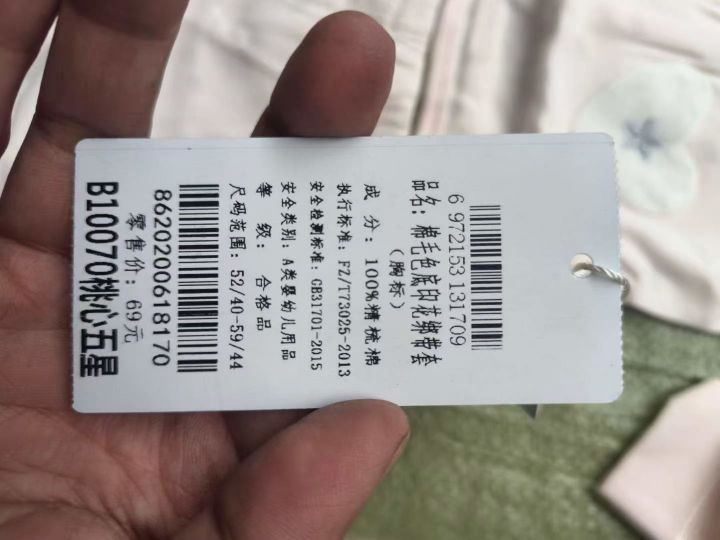 6 972153 131709
品名: 棉毛色底印花绑带套
(胸标)
成 分: 100%精梳棉
执行标准: FZ/T73025-2013
安全检测标准: GB31701-2015
安全类别: A类婴幼儿用品
等 级: 合格品
尺码范围: 52/40-59/44
8620200618170
零售价: 69元
B10070桃心五星